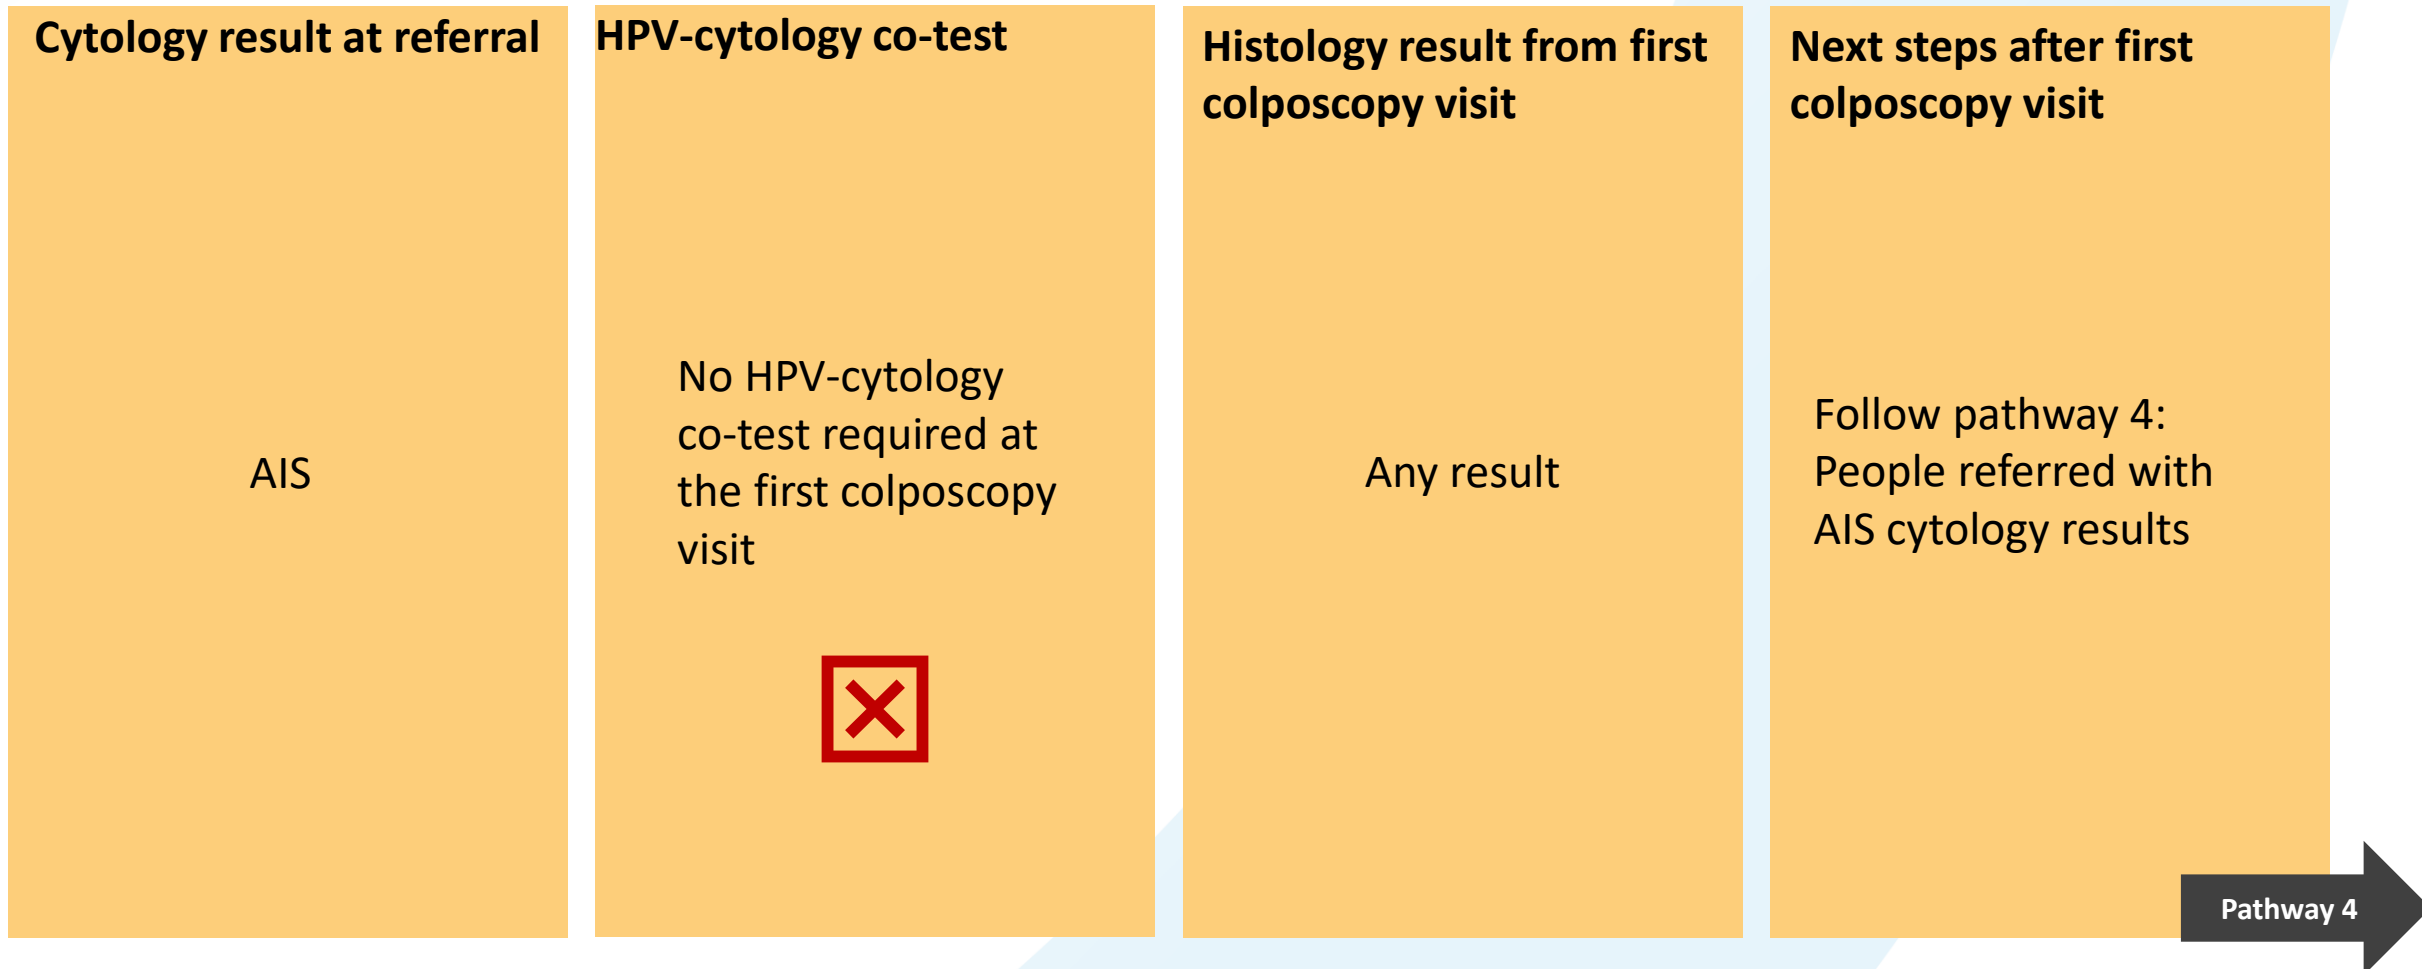 Cytology result at referral
HPV-cytology co-test
Histology result from first
colposcopy visit
Next steps after first
colposcopy visit
AIS
No HPV-cytology
co-test required at
the first colposcopy
visit
Any result
Follow pathway 4:
People referred with
AIS cytology results
Pathway 4